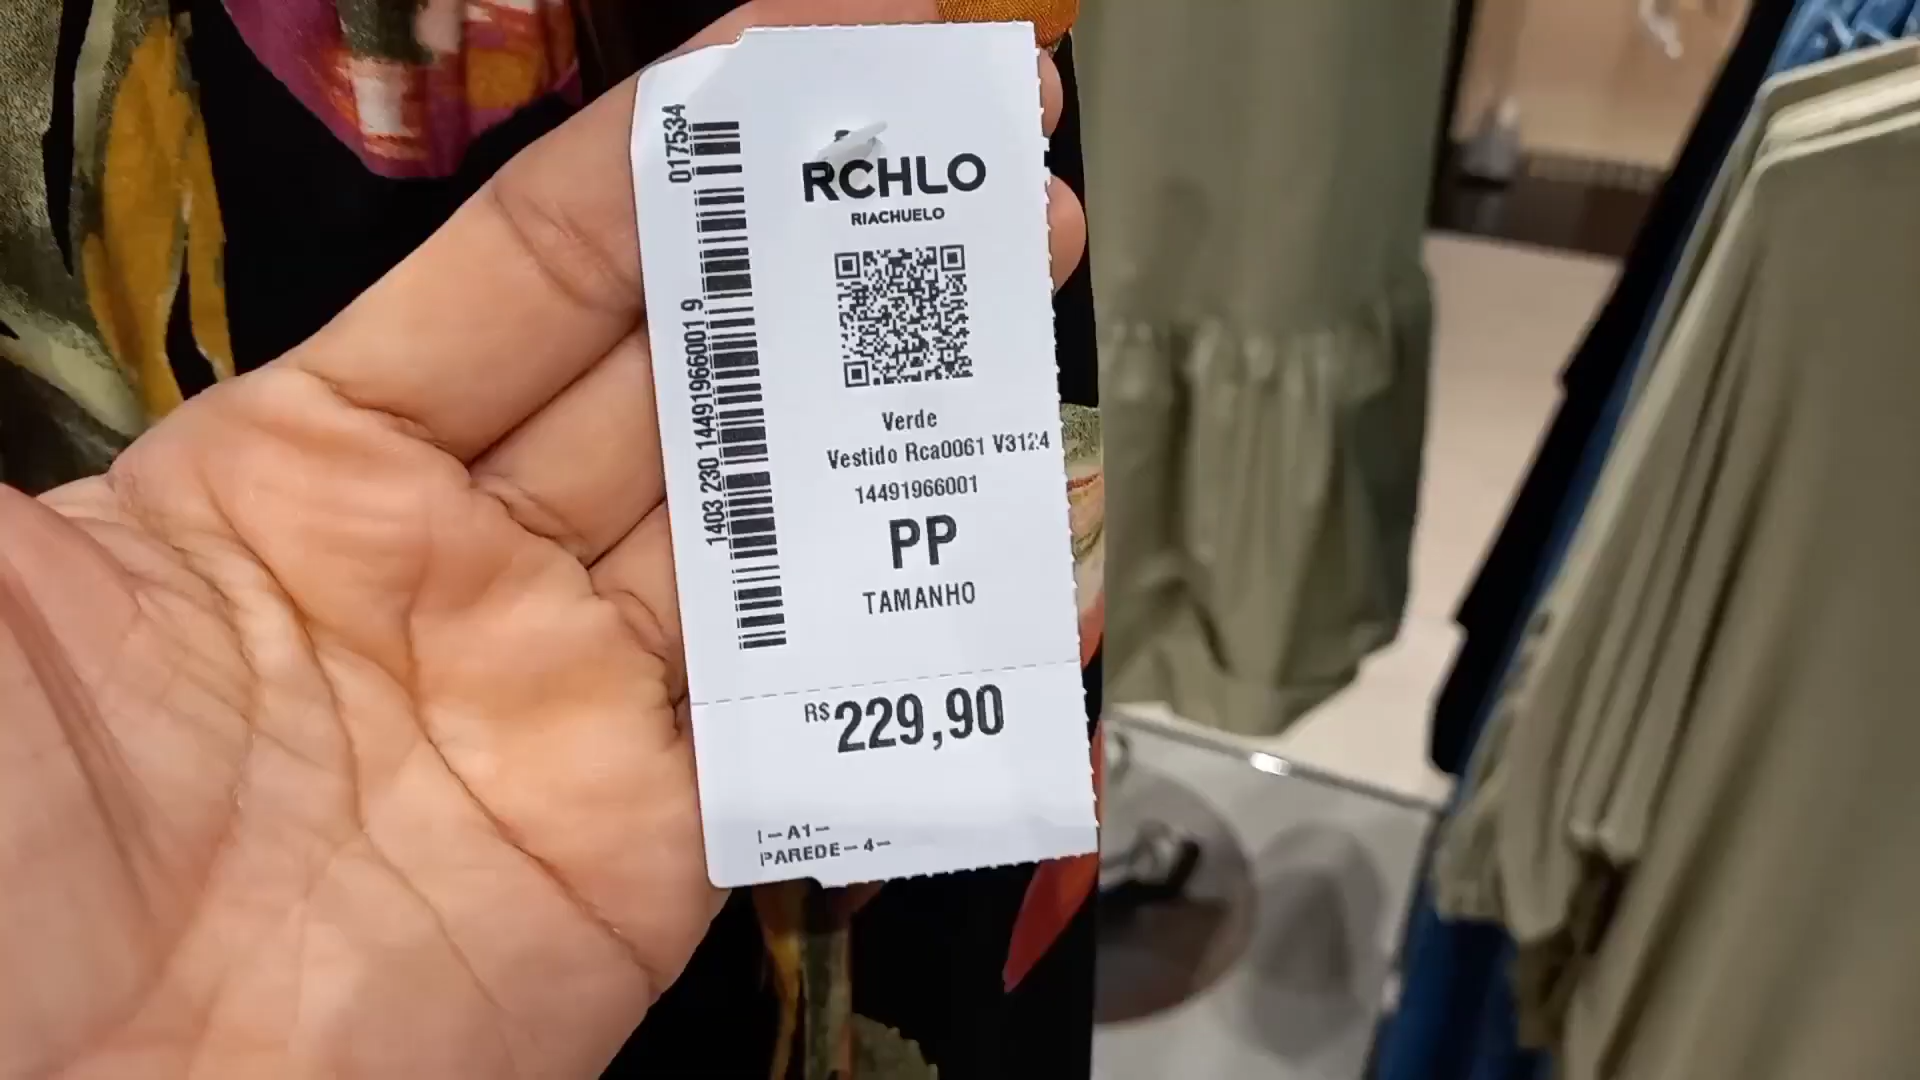 RCHLO
RIACHUELO
017534
1403 230 14491966001 9
Verde
Vestido Rca0061 V3124
14491966001
PP
TAMANHO
R$ 229,90
I-A1-
PAREDE-4-